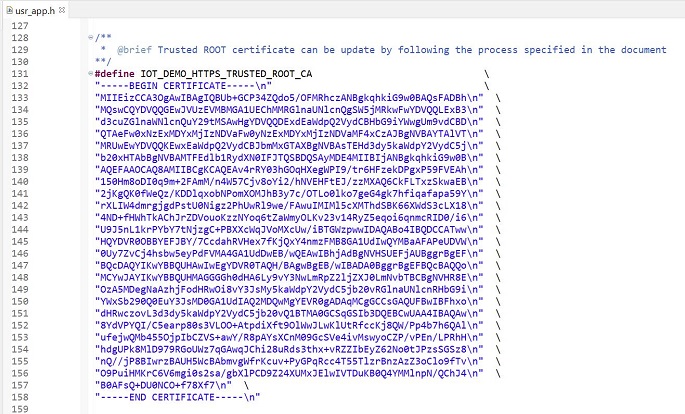 usr_app.h
127
128 /**
129 * @brief Trusted ROOT certificate can be update by following the process specified in the document
130 **/
131 #define IOT_DEMO_HTTPS_TRUSTED_ROOT_CA \
132 "-----BEGIN CERTIFICATE-----\n" \
133 "MIIEizCCA3OgAwIBAgIQBUb+GCP34ZQdo5/OFMRhczANBgkqhkiG9w0BAQsFADBh\n" \
134 "MQswCQYDVQQGEwJVUzEVMBMGA1UEChMMRGlnaUNlcnQgSW5jMRkwFwYDVQQLExB3\n" \
135 "d3cuZGlnaWNlcnQuY29tMSAwHgYDVQQDExdEaWdpQ2VydCBHbG9iYWwgUm9vdCBD\n" \
136 "QTAeFw0xNzExMDYxMjIzNDVaFw0yNzExMDYxMjIzNDVaMF4xCzAJBgNVBAYTAlVT\n" \
137 "MRUwEwYDVQQKEwxEaWdpQ2VydCBJbmMxGTAXBgNVBAsTEHd3dy5kaWdpY2VydC5j\n" \
138 "b20xHTAbBgNVBAMTFEdlb1RydXN0IFJTQSBDQSAyMDE4MIIBIjANBgkqhkiG9w0B\n" \
139 "AQEFAAOCAQ8AMIIBCgKCAQEAv4rRY03hGOqHXegWPI9/tr6HFzekDPgxP59FVEAh\n" \
140 "150Hm8oDI0q9m+2FAmM/n4W57Cjv8oYi2/hNVEHFtEJ/zzMXAQ6CkFLTxzSkwaEB\n" \
141 "2jKgQK0fWeQz/KDDlqxobNPomXOMJhB3y7c/OTLo0lko7geG4gk7hfiqafapa59Y\n" \
142 "rXLIW4dmrgjgdPstU0Nigz2PhUwRl9we/FAwuIMIMl5cXMThdSBK66XWdS3cLX18\n" \
143 "4ND+fHWhTkAChJrZDVouoKzzNYoq6tZaWmyOLKv23v14RyZ5eqoi6qnmcRID0/i6\n" \
144 "U9J5nL1krPYbY7tNjzgC+PBXXcWqJVoMXcUw/iBTGWzpwwIDAQABo4IBQDCCATww\n" \
145 "HQYDVR0OBBYEFJBY/7CcdahRVHex7fKjQxY4nmzFMB8GA1UdIwQYMBaAFAPeUDVW\n" \
146 "0Uy7ZvCj4hsbw5eyPdFVMA4GA1UdDwEB/wQEAwIBhjAdBgNVHSUEFjAUBggrBgEF\n" \
147 "BQcDAQYIKwYBBQUHAwIwEgYDVR0TAQH/BAgwBgEB/wIBADA0BggrBgEFBQcBAQQo\n" \
148 "MCYwJAYIKwYBBQUHMAGGGGh0dHA6Ly9vY3NwLmRpZ2ljZXJ0LmNvbTBCBgNVHR8E\n" \
149 "OzA5MDegNaAzhjFodHRwOi8vY3JsMy5kaWdpY2VydC5jb20vRGlnaUNlcnRHbG9i\n" \
150 "YWxSb290Q0EuY3JsMD0GA1UdIAQ2MDQwMgYEVR0gADAqMCgGCCsGAQUFBwIBFhxo\n" \
151 "dHRwczovL3d3dy5kaWdpY2VydC5jb20vQ1BTMA0GCSqGSIb3DQEBCwUAA4IBAQAw\n" \
152 "8YdVPYQI/C5earp80s3VLOO+AtpdiXft9OlWwJLwKlUtRfccKj8QW/Pp4b7h6QAl\n" \
153 "ufejwQMb455OjpIbCZVS+awY/R8pAYsXCnM09GcSVe4ivMswyoCZP/vPEn/LPRhH\n" \
154 "hdgUPk8MlD979RGoUWz7qGAwqJChi28uRds3thx+vRZZIbEyZ62No0tJPzsSGSz8\n" \
155 "nQ//jP8BIwrzBAUH5WcBAbmvgWfrKcuv+PyGPqRcc4T55TlzrBnzAzZ3oClo9fTv\n" \
156 "O9PuiHMKrC6V6mgi0s2sa/gbXlPCD9Z24XUMxJElwIVTDuKB0Q4YMMlnpN/QChJ4\n" \
157 "B0AFsQ+DU0NCO+f78Xf7\n" \
158 "-----END CERTIFICATE-----\n"
159